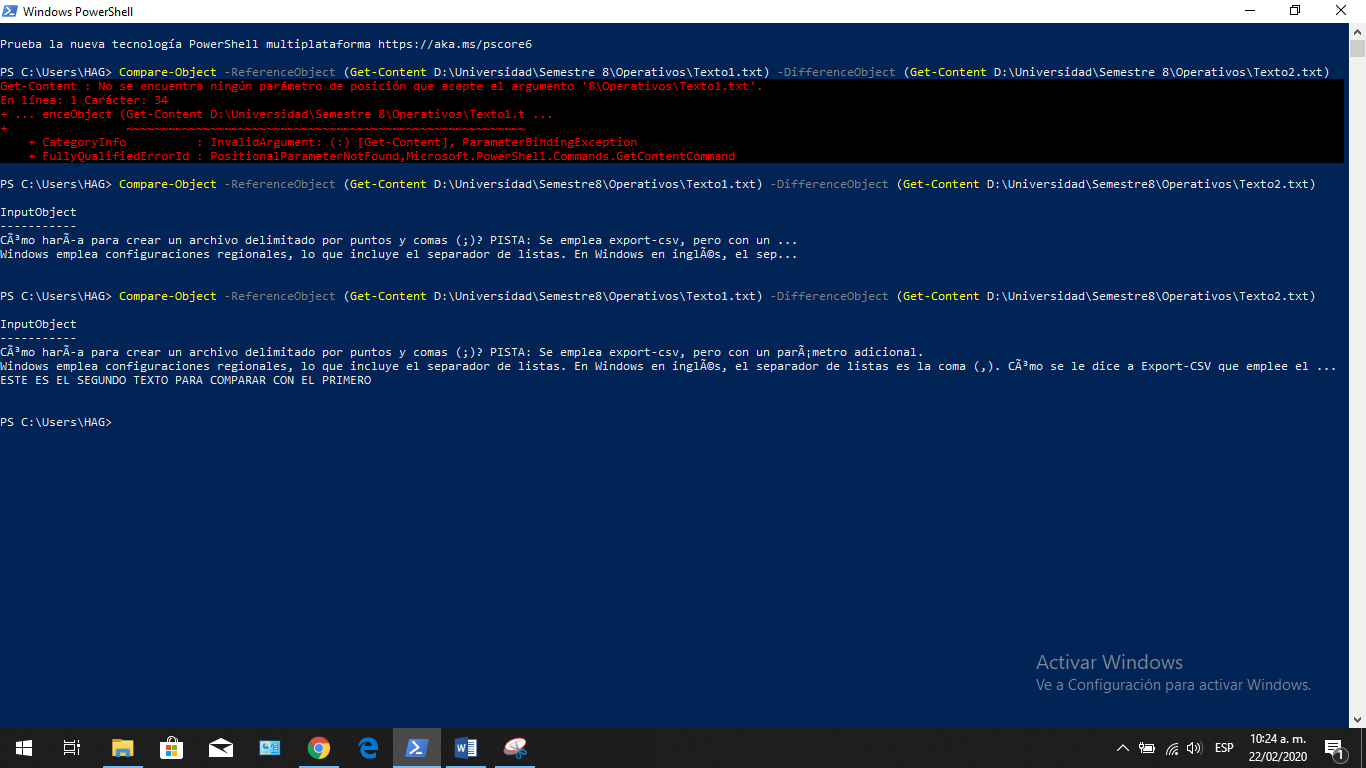 Windows PowerShell
Prueba la nueva tecnología PowerShell multiplataforma https://aka.ms/pscore6
PS C:\Users\HAG> Compare-Object -ReferenceObject (Get-Content D:\Universidad\Semestre 8\Operativos\Texto1.txt) -DifferenceObject (Get-Content D:\Universidad\Semestre 8\Operativos\Texto2.txt)
Get-Content : No se encuentra ningún parámetro de posición que acepte el argumento '8\Operativos\Texto1.txt'.
En línea: 1 Carácter: 34
+ ... enceObject (Get-Content D:\Universidad\Semestre 8\Operativos\Texto1.t ...
+                 ~~~~~~~~~~~~~~~~~~~~~~~~~~~~~~~~~~~~~~~~~~~~~~~~~~~~~~~~~
    + CategoryInfo          : InvalidArgument: (:) [Get-Content], ParameterBindingException
    + FullyQualifiedErrorId : PositionalParameterNotFound,Microsoft.PowerShell.Commands.GetContentCommand
PS C:\Users\HAG> Compare-Object -ReferenceObject (Get-Content D:\Universidad\Semestre8\Operativos\Texto1.txt) -DifferenceObject (Get-Content D:\Universidad\Semestre8\Operativos\Texto2.txt)
InputObject
-----------
CÃ³mo harÃ-a para crear un archivo delimitado por puntos y comas (;)? PISTA: Se emplea export-csv, pero con un ...
Windows emplea configuraciones regionales, lo que incluye el separador de listas. En Windows en inglÃ©s, el sep...
PS C:\Users\HAG> Compare-Object -ReferenceObject (Get-Content D:\Universidad\Semestre8\Operativos\Texto1.txt) -DifferenceObject (Get-Content D:\Universidad\Semestre8\Operativos\Texto2.txt)
InputObject
-----------
CÃ³mo harÃ-a para crear un archivo delimitado por puntos y comas (;)? PISTA: Se emplea export-csv, pero con un parÃ¡metro adicional.
Windows emplea configuraciones regionales, lo que incluye el separador de listas. En Windows en inglÃ©s, el separador de listas es la coma (,). CÃ³mo se le dice a Export-CSV que emplee el ...
ESTE ES EL SEGUNDO TEXTO PARA COMPARAR CON EL PRIMERO
PS C:\Users\HAG>
Activar Windows
Ve a Configuración para activar Windows.
ESP
10:24 a. m.
22/02/2020
1